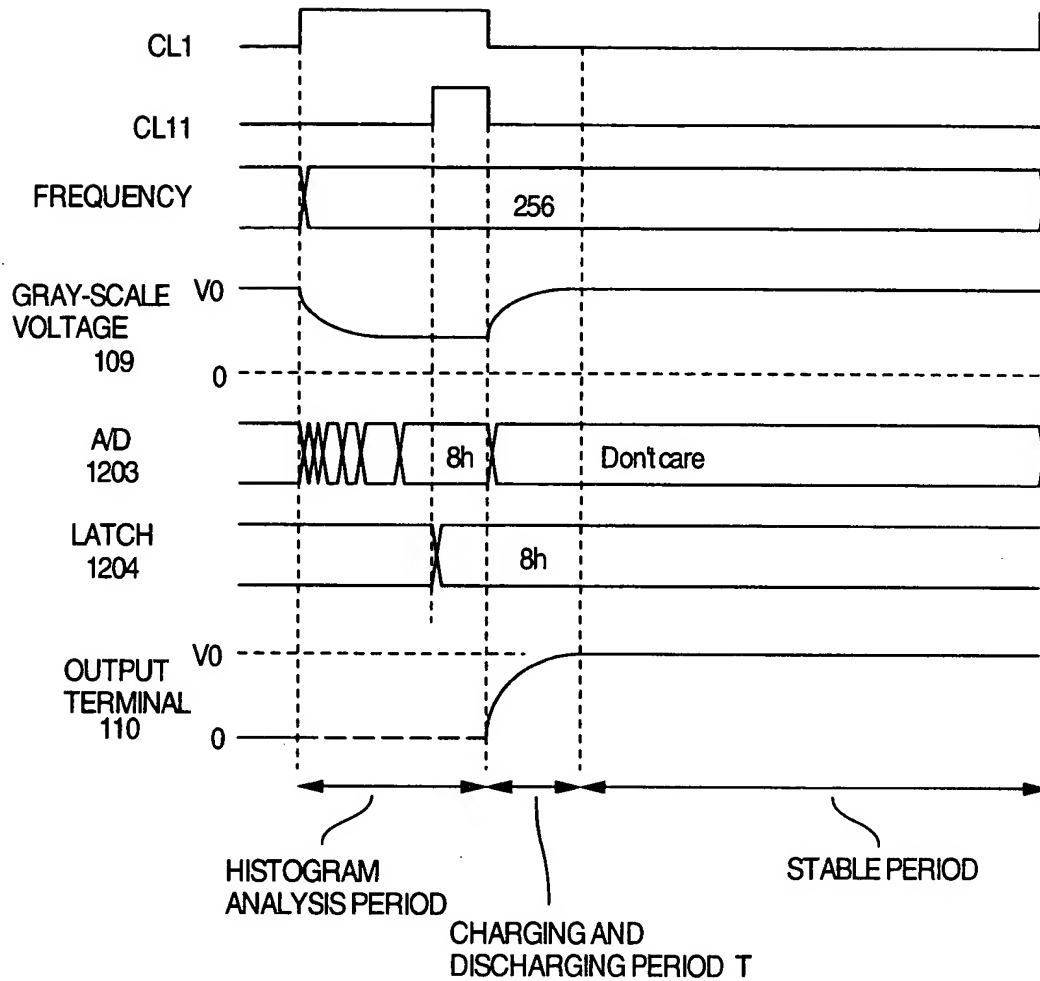 CL1
CL11
FREQUENCY
256
GRAY-SCALE
VOLTAGE
109
V0
0
A/D
1203
8h
Don't care
LATCH
1204
8h
OUTPUT
TERMINAL
110
V0
0
HISTOGRAM
ANALYSIS PERIOD
CHARGING AND
DISCHARGING PERIOD T
STABLE PERIOD